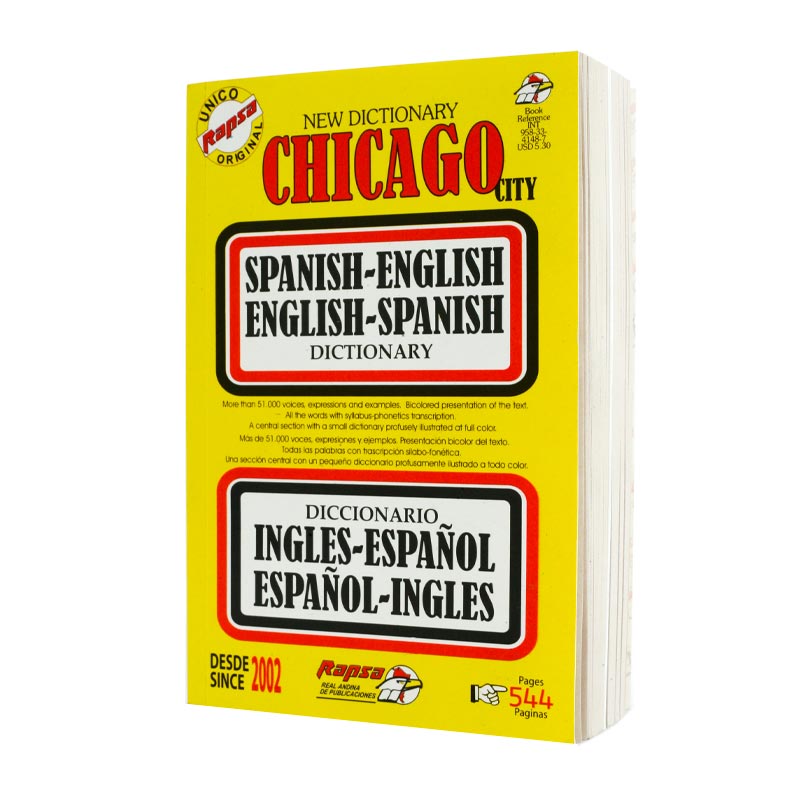 UNICO
Rapsa
ORIGINAL
NEW DICTIONARY
CHICAGO
CITY
Book
Reference
INT
958-33-
4148-7
USD 5.30
SPANISH-ENGLISH
ENGLISH-SPANISH
DICTIONARY
More than 51.000 voices, expressions and examples. Bicolored presentation of the text.
- All the words with syllabus-phonetics transcription.
A central section with a small dictionary profusely illustrated at full color.
Más de 51.000 voces, expresiones y ejemplos. Presentación bicolor del texto.
Todas las palabras con trascripción sílabo-fonética.
Una sección central con un pequeño diccionario profusamente ilustrado a todo color.
DICCIONARIO
INGLES-ESPAÑOL
ESPAÑOL-INGLES
DESDE
SINCE 2002
Rapsa
REAL ANDINA
DE PUBLICACIONES
Pages
544
Paginas